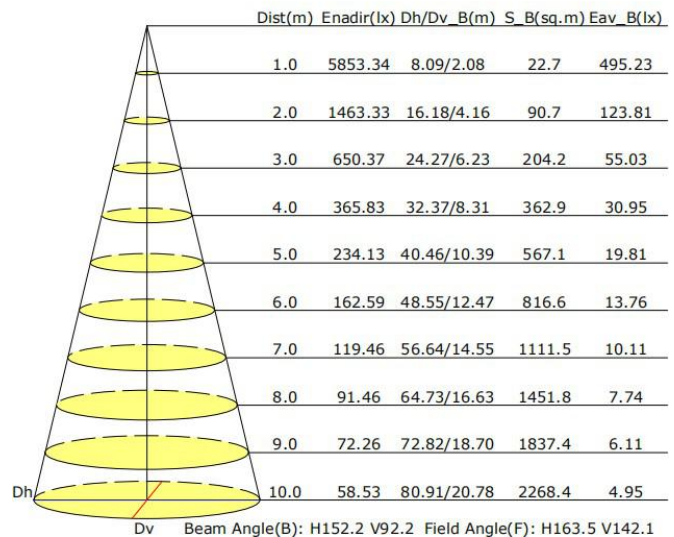 Dist(m) Enadir(lx) Dh/Dv_B(m) S_B(sq.m) Eav_B(lx)
1.0 5853.34 8.09/2.08 22.7 495.23
2.0 1463.33 16.18/4.16 90.7 123.81
3.0 650.37 24.27/6.23 204.2 55.03
4.0 365.83 32.37/8.31 362.9 30.95
5.0 234.13 40.46/10.39 567.1 19.81
6.0 162.59 48.55/12.47 816.6 13.76
7.0 119.46 56.64/14.55 1111.5 10.11
8.0 91.46 64.73/16.63 1451.8 7.74
9.0 72.26 72.82/18.70 1837.4 6.11
Dh 10.0 58.53 80.91/20.78 2268.4 4.95
Dv Beam Angle(B): H152.2 V92.2 Field Angle(F): H163.5 V142.1